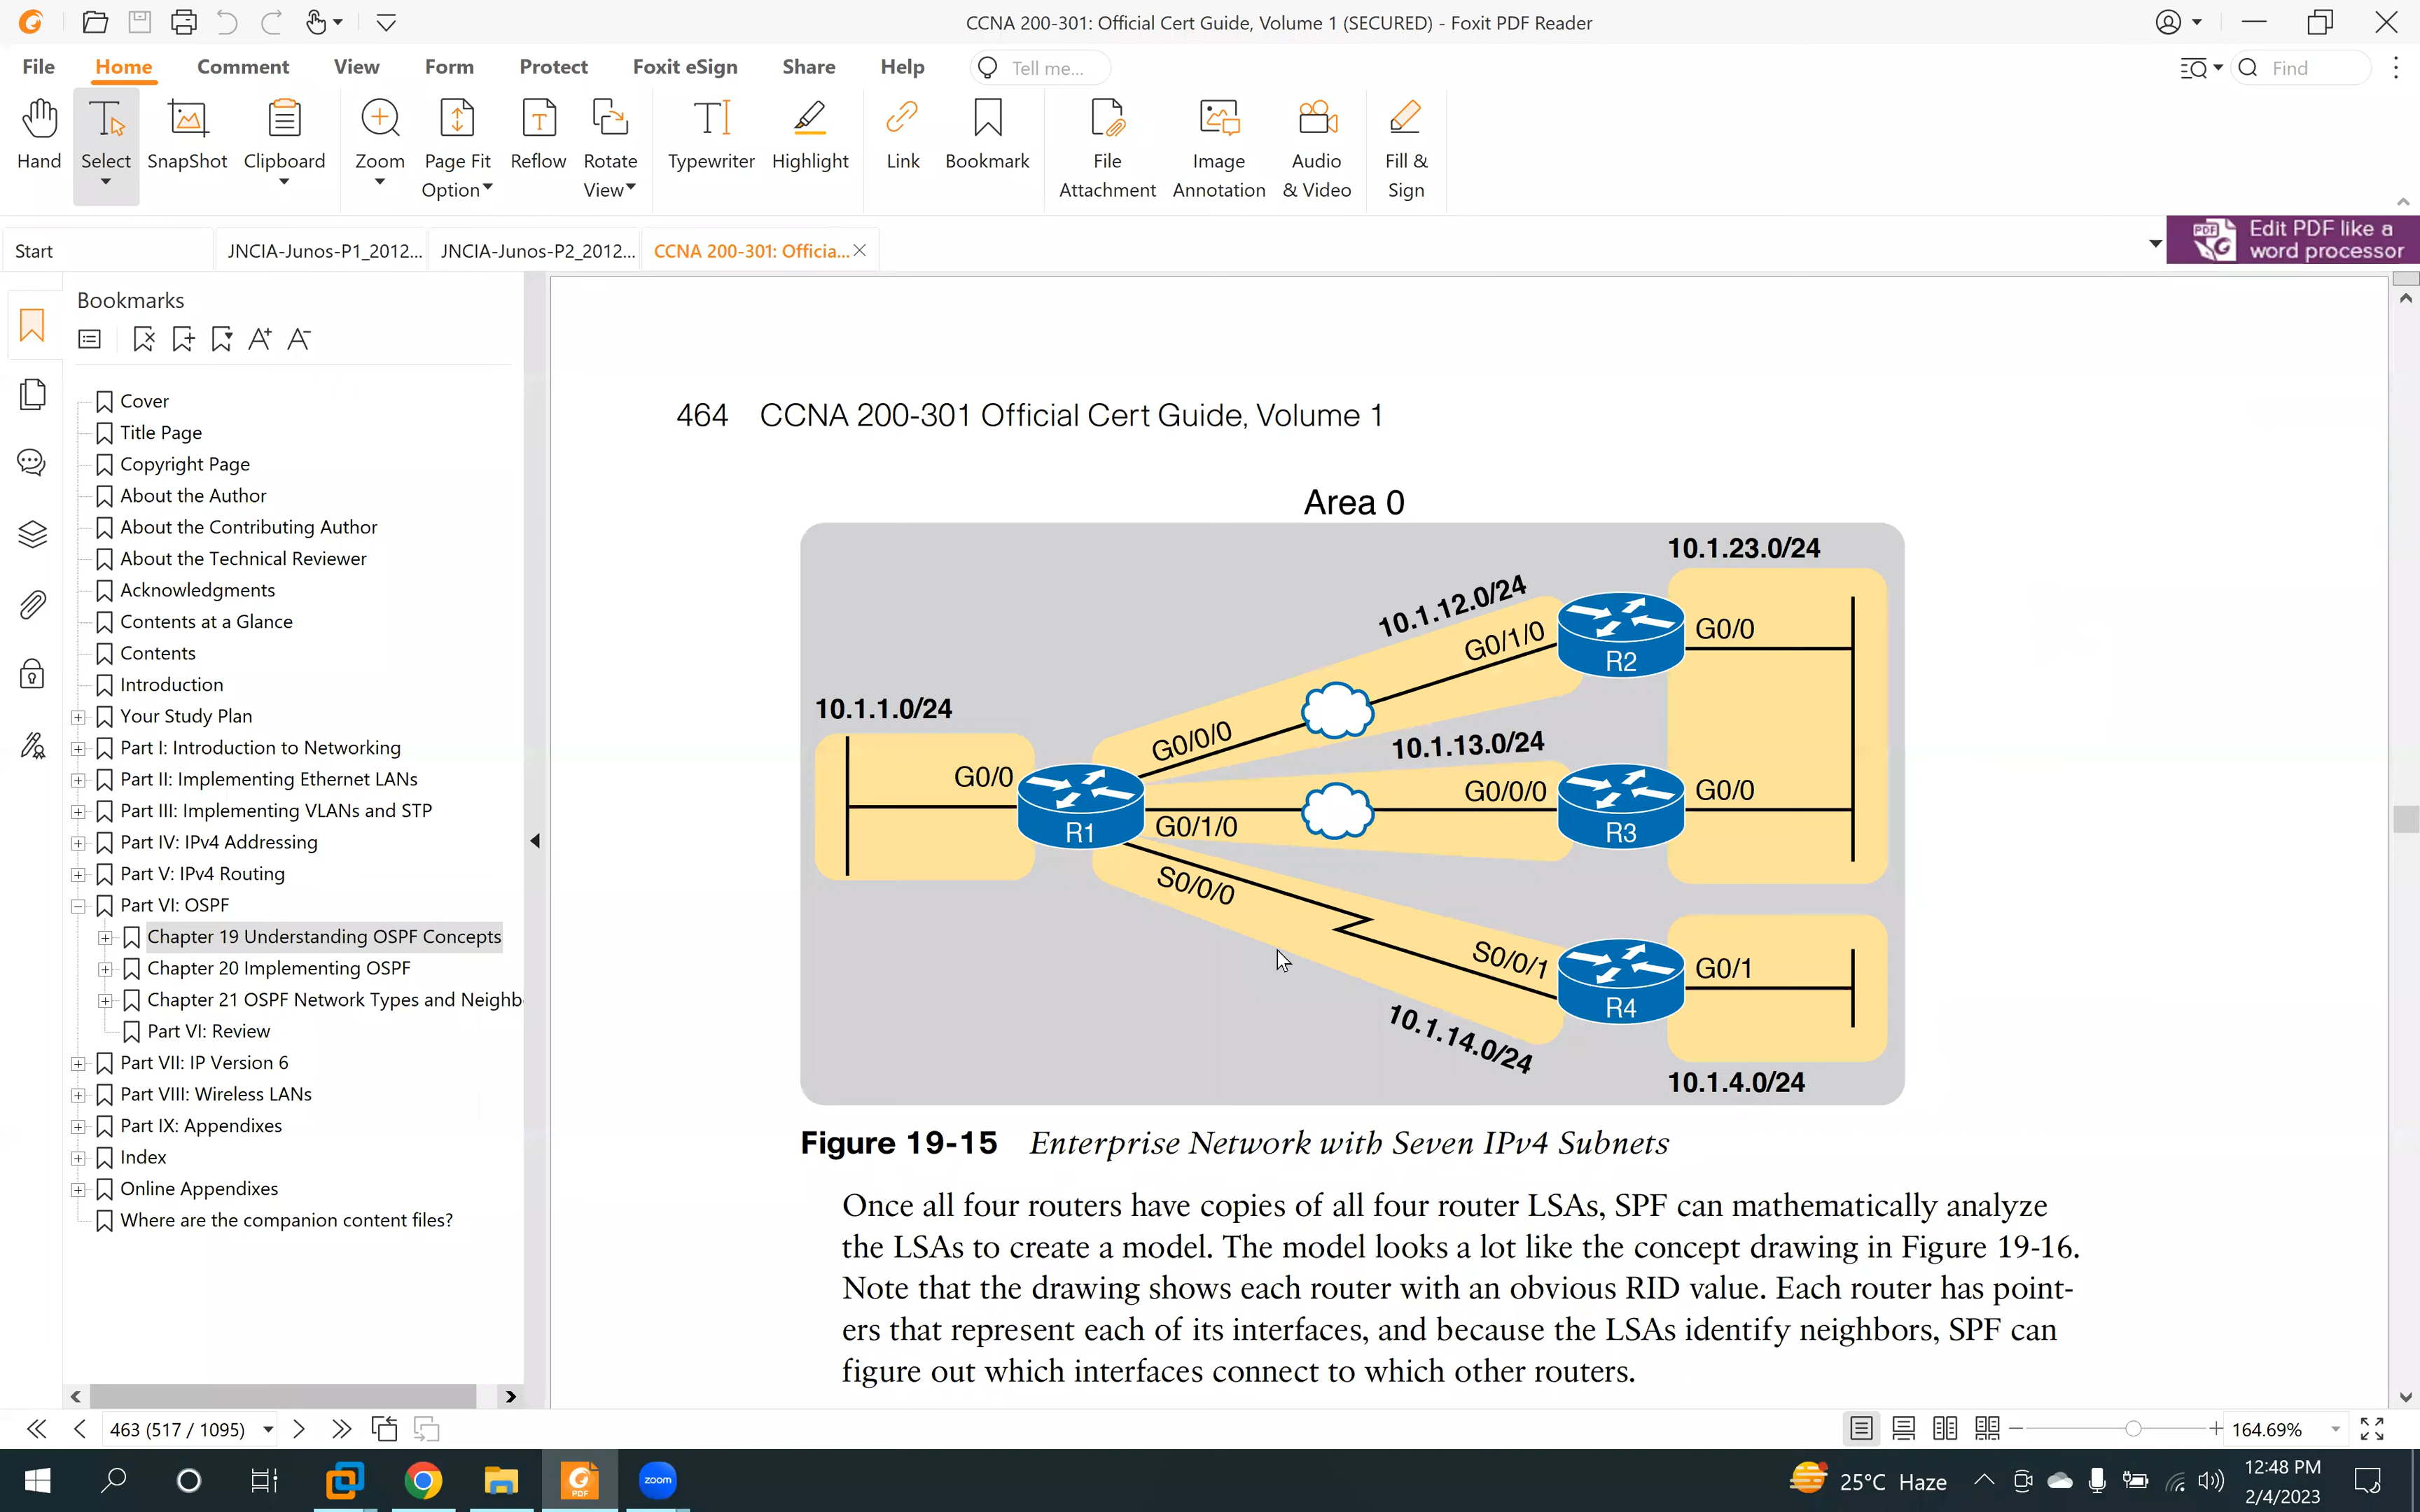 CCNA 200-301: Official Cert Guide, Volume 1 (SECURED) - Foxit PDF Reader
File Home Comment View Form Protect Foxit eSign Share Help Tell me... Find
Hand Select SnapShot Clipboard Zoom Page Fit Option Reflow Rotate View Typewriter Highlight Link Bookmark File Attachment Image Annotation Audio & Video Fill & Sign
Start JNCIA-Junos-P1_2012... JNCIA-Junos-P2_2012... CCNA 200-301: Officia...
PDF
Edit PDF like a
word processor
Bookmarks
Cover
Title Page
Copyright Page
About the Author
About the Contributing Author
About the Technical Reviewer
Acknowledgments
Contents at a Glance
Contents
Introduction
Your Study Plan
Part I: Introduction to Networking
Part II: Implementing Ethernet LANs
Part III: Implementing VLANs and STP
Part IV: IPv4 Addressing
Part V: IPv4 Routing
Part VI: OSPF
Chapter 19 Understanding OSPF Concepts
Chapter 20 Implementing OSPF
Chapter 21 OSPF Network Types and Neighb
Part VI: Review
Part VII: IP Version 6
Part VIII: Wireless LANs
Part IX: Appendixes
Index
Online Appendixes
Where are the companion content files?
464 CCNA 200-301 Official Cert Guide, Volume 1
Area 0
10.1.23.0/24
10.1.12.0/24
G0/1/0
R2
G0/0
10.1.1.0/24
G0/0/0
10.1.13.0/24
G0/0
R1
G0/1/0
G0/0/0
R3
G0/0
S0/0/0
S0/0/1
R4
G0/1
10.1.14.0/24
10.1.4.0/24
Figure 19-15 Enterprise Network with Seven IPv4 Subnets
Once all four routers have copies of all four router LSAs, SPF can mathematically analyze
the LSAs to create a model. The model looks a lot like the concept drawing in Figure 19-16.
Note that the drawing shows each router with an obvious RID value. Each router has point-
ers that represent each of its interfaces, and because the LSAs identify neighbors, SPF can
figure out which interfaces connect to which other routers.
463 (517 / 1095) 164.69%
PDF zoom 25°C Haze 12:48 PM
2/4/2023